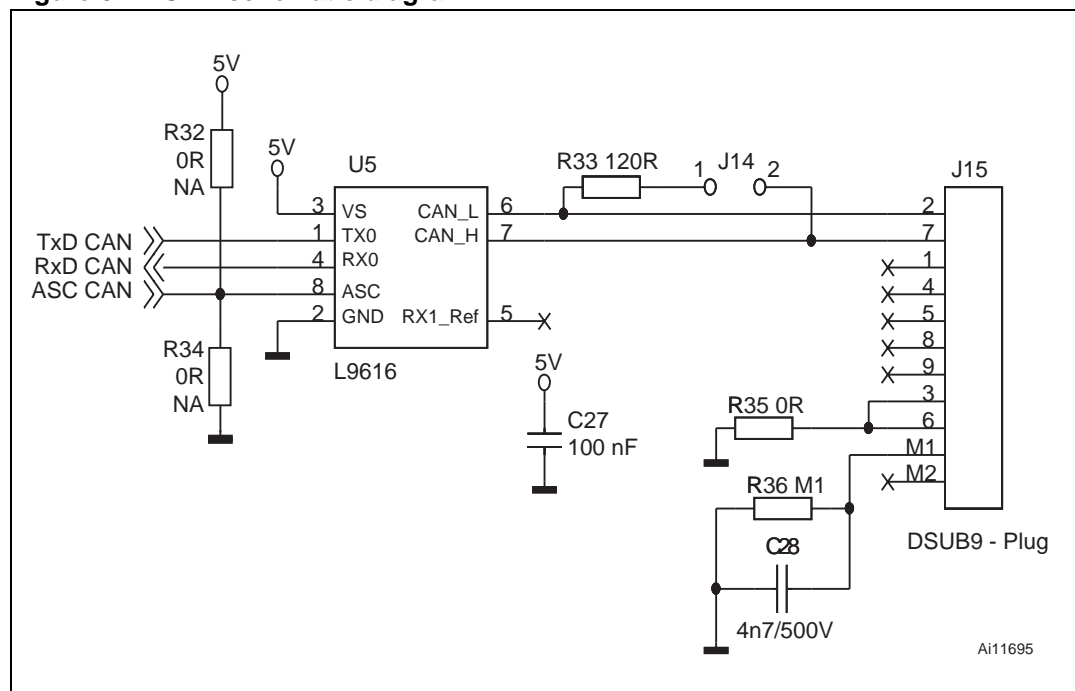 5V
R32
0R
NA
5V
U5
R33 120R
J14
1
2
J15
3
VS
CAN_L
6
2
TxD CAN
1
TX0
CAN_H
7
7
RxD CAN
4
RX0
1
ASC CAN
8
ASC
4
2
GND
RX1_Ref
5
5
R34
0R
NA
L9616
8
9
5V
C27
100 nF
3
R35 0R
6
M1
M2
R36 M1
DSUB9 - Plug
C28
4n7/500V
Ai11695